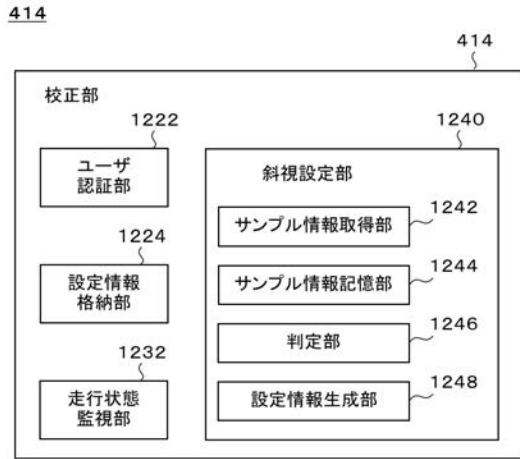 414
414
校正部
1222
ユーザ
認証部
1224
設定情報
格納部
1232
走行状態
監視部
1240
斜視設定部
1242
サンプル情報取得部
1244
サンプル情報記憶部
1246
判定部
1248
設定情報生成部